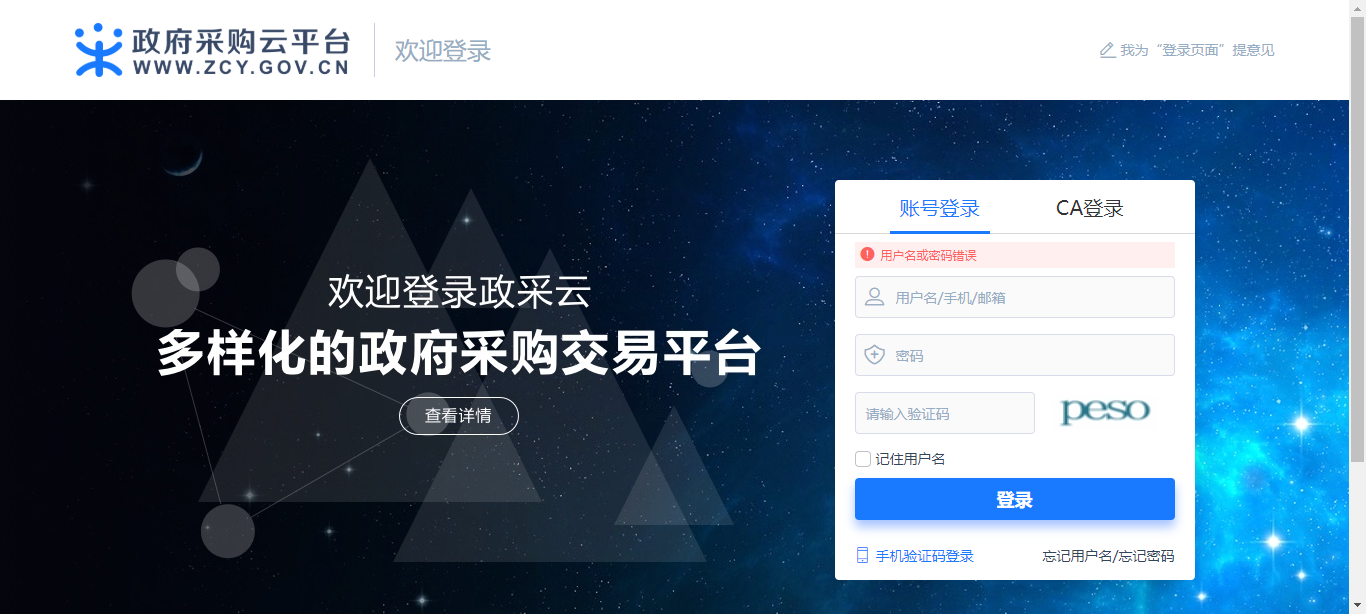 政府采购云平台
WWW.ZCY.GOV.CN
欢迎登录
我为“登录页面”提意见
欢迎登录政采云
多样化的政府采购交易平台
查看详情
账号登录
CA登录
用户名或密码错误
用户名/手机/邮箱
密码
请输入验证码
peso
记住用户名
登录
手机验证码登录
忘记用户名/忘记密码